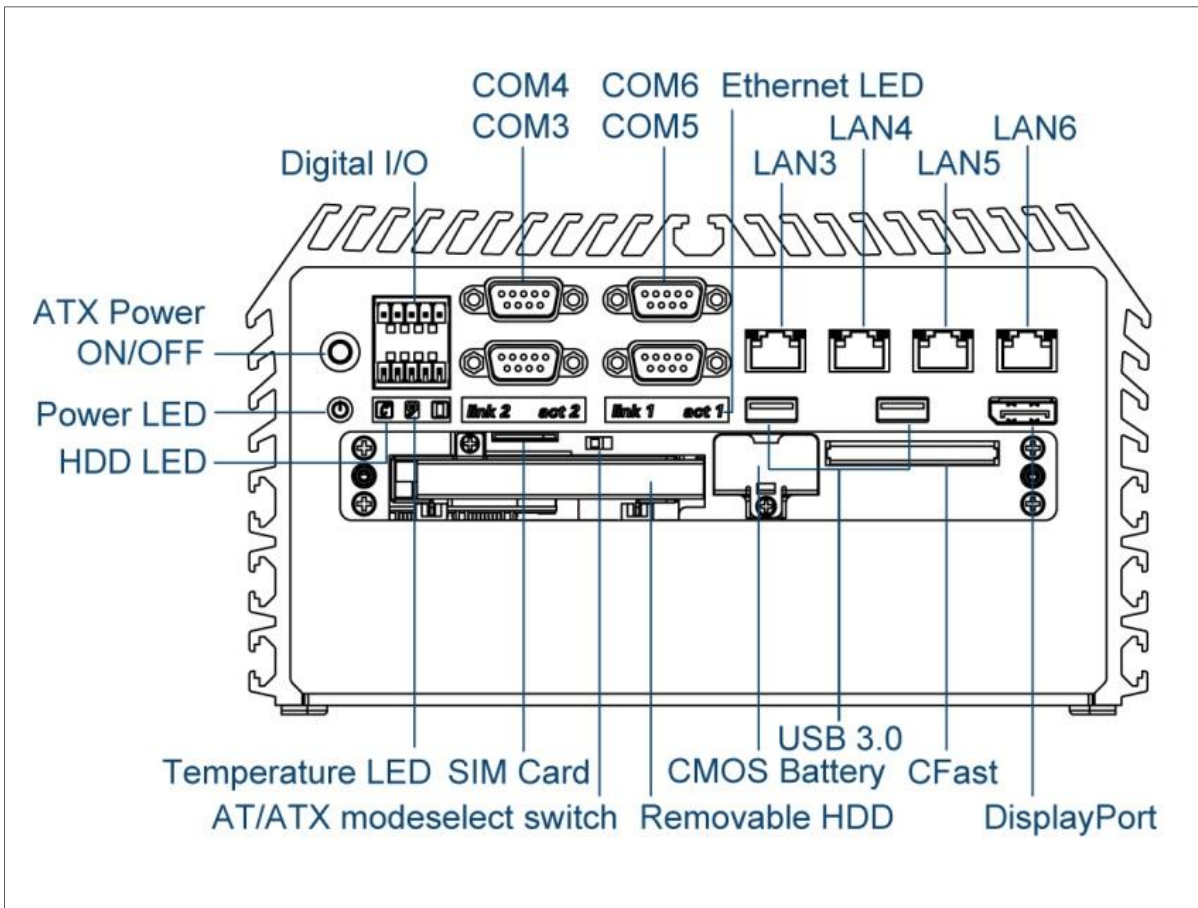 COM4 COM6 Ethernet LED
COM3 COM5 LAN4 LAN6
Digital I/O LAN3 LAN5
ATX Power
ON/OFF
Power LED
link 2 act 2 link 1 act 1
HDD LED
USB 3.0
Temperature LED SIM Card CMOS Battery CFast
AT/ATX modeselect switch Removable HDD DisplayPort